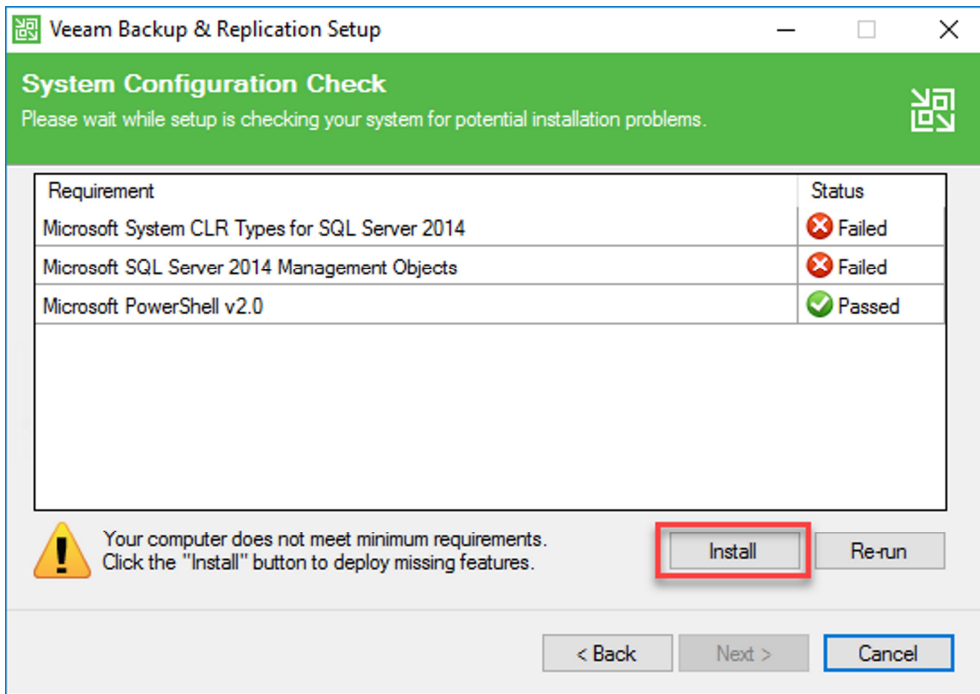 Veeam Backup & Replication Setup
System Configuration Check
Please wait while setup is checking your system for potential installation problems.
Requirement Status
Microsoft System CLR Types for SQL Server 2014 Failed
Microsoft SQL Server 2014 Management Objects Failed
Microsoft PowerShell v2.0 Passed
Your computer does not meet minimum requirements.
Click the "Install" button to deploy missing features.
Install Re-run
< Back Next > Cancel